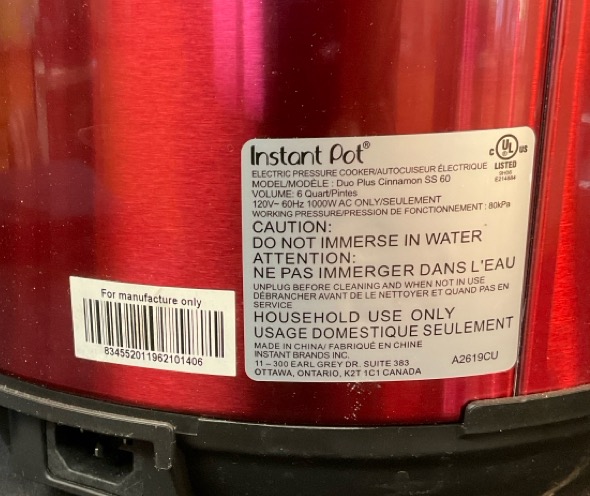 Instant Pot®
ELECTRIC PRESSURE COOKER/AUTOCUISEUR ÉLECTRIQUE
MODEL/MODÈLE : Duo Plus Cinnamon SS 60
VOLUME: 6 Quart/Pintes
120V~ 60Hz 1000W AC ONLY/SEULEMENT
WORKING PRESSURE/PRESSION DE FONCTIONNEMENT : 80kPa
C UL US
LISTED
E214884
CAUTION:
DO NOT IMMERSE IN WATER
ATTENTION:
NE PAS IMMERGER DANS L'EAU
UNPLUG BEFORE CLEANING AND WHEN NOT IN USE
DÉBRANCHER AVANT DE LE NETTOYER ET QUAND PAS EN
SERVICE
HOUSEHOLD USE ONLY
USAGE DOMESTIQUE SEULEMENT
MADE IN CHINA/ FABRIQUÉ EN CHINE
INSTANT BRANDS INC.
11 – 300 EARL GREY DR. SUITE 383
OTTAWA, ONTARIO, K2T 1C1 CANADA
A2619CU
For manufacture only
834552011962101406